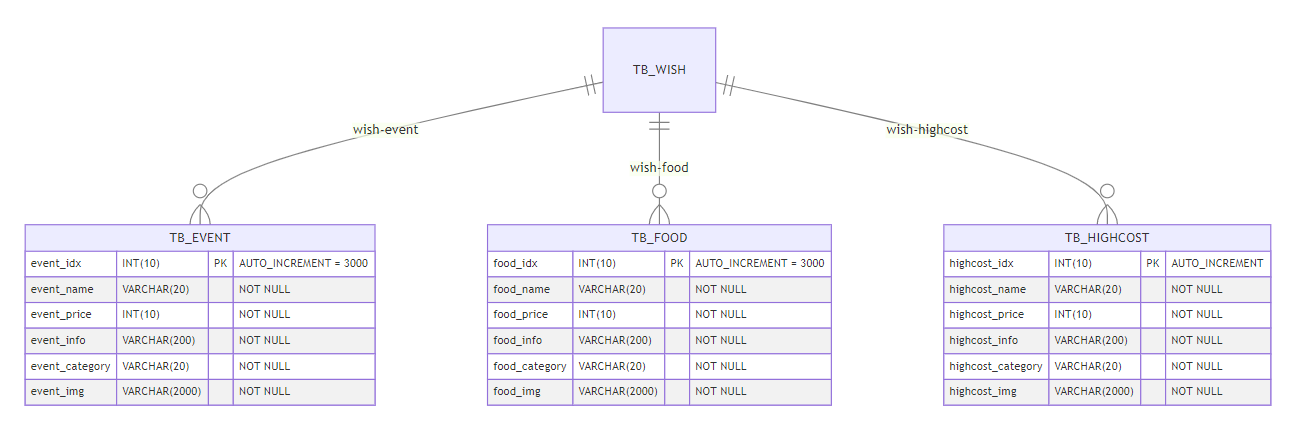 TB_WISH
wish-event
wish-highcost
wish-food
TB_EVENT
event_idx INT(10) PK AUTO_INCREMENT = 3000
event_name VARCHAR(20) NOT NULL
event_price INT(10) NOT NULL
event_info VARCHAR(200) NOT NULL
event_category VARCHAR(20) NOT NULL
event_img VARCHAR(2000) NOT NULL
TB_FOOD
food_idx INT(10) PK AUTO_INCREMENT = 3000
food_name VARCHAR(20) NOT NULL
food_price INT(10) NOT NULL
food_info VARCHAR(200) NOT NULL
food_category VARCHAR(20) NOT NULL
food_img VARCHAR(2000) NOT NULL
TB_HIGHCOST
highcost_idx INT(10) PK AUTO_INCREMENT
highcost_name VARCHAR(20) NOT NULL
highcost_price INT(10) NOT NULL
highcost_info VARCHAR(200) NOT NULL
highcost_category VARCHAR(20) NOT NULL
highcost_img VARCHAR(2000) NOT NULL